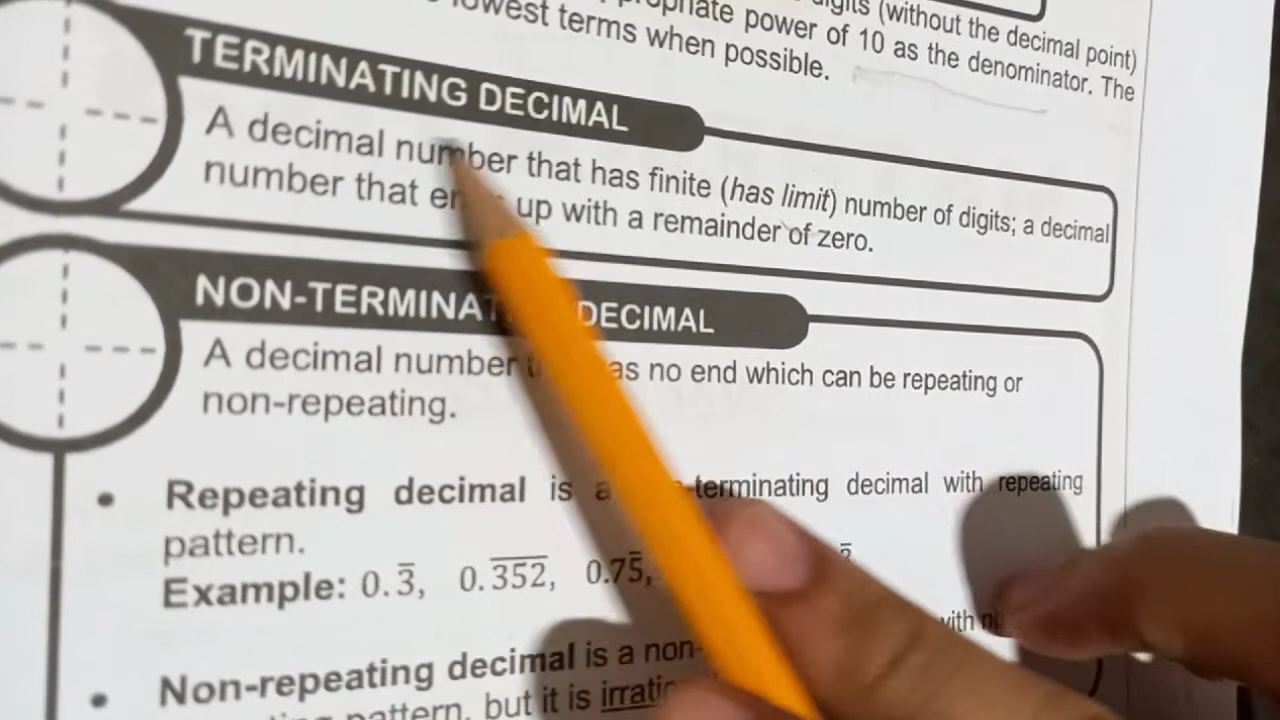 digits (without the decimal point)
power of 10 as the denominator. The
lowest terms when possible.
TERMINATING DECIMAL
A decimal number that has finite (has limit) number of digits; a decimal
number that up with a remainder of zero.
NON-TERMINAT DECIMAL
A decimal number as no end which can be repeating or
non-repeating.
• Repeating decimal is a terminating decimal with repeating
pattern.
Example: 0.3̅, 0.3̅5̅2̅, 0.75̅,
with
• Non-repeating decimal is a non-
pattern, but it is